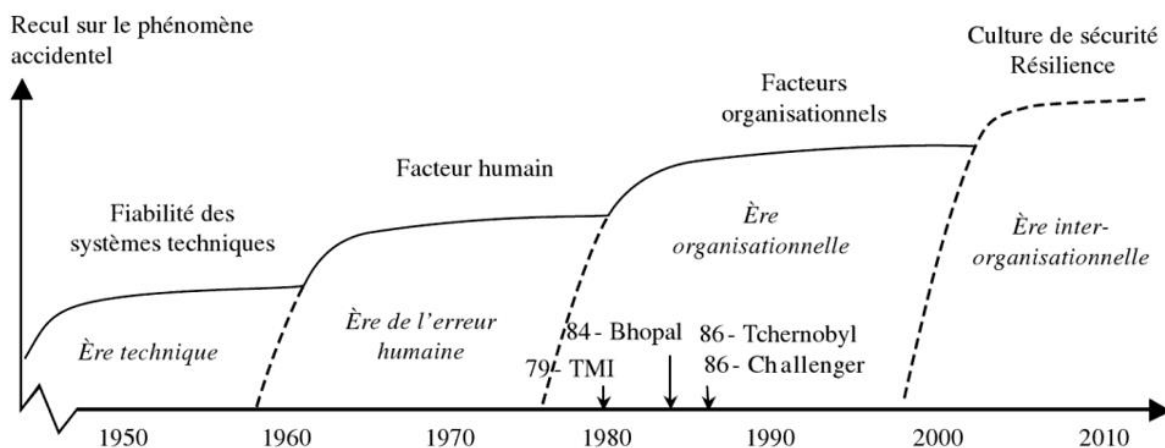 Recul sur le phénomène
accidentel
Culture de sécurité
Résilience
Facteurs
organisationnels
Facteur humain
Fiabilité des
systèmes techniques
Ère
organisationnelle
Ère inter-
organisationnelle
Ère technique
Ère de l'erreur
humaine
84- Bhopal
86- Tchernobyl
79- TMI
86- Challenger
1950 1960 1970 1980 1990 2000 2010